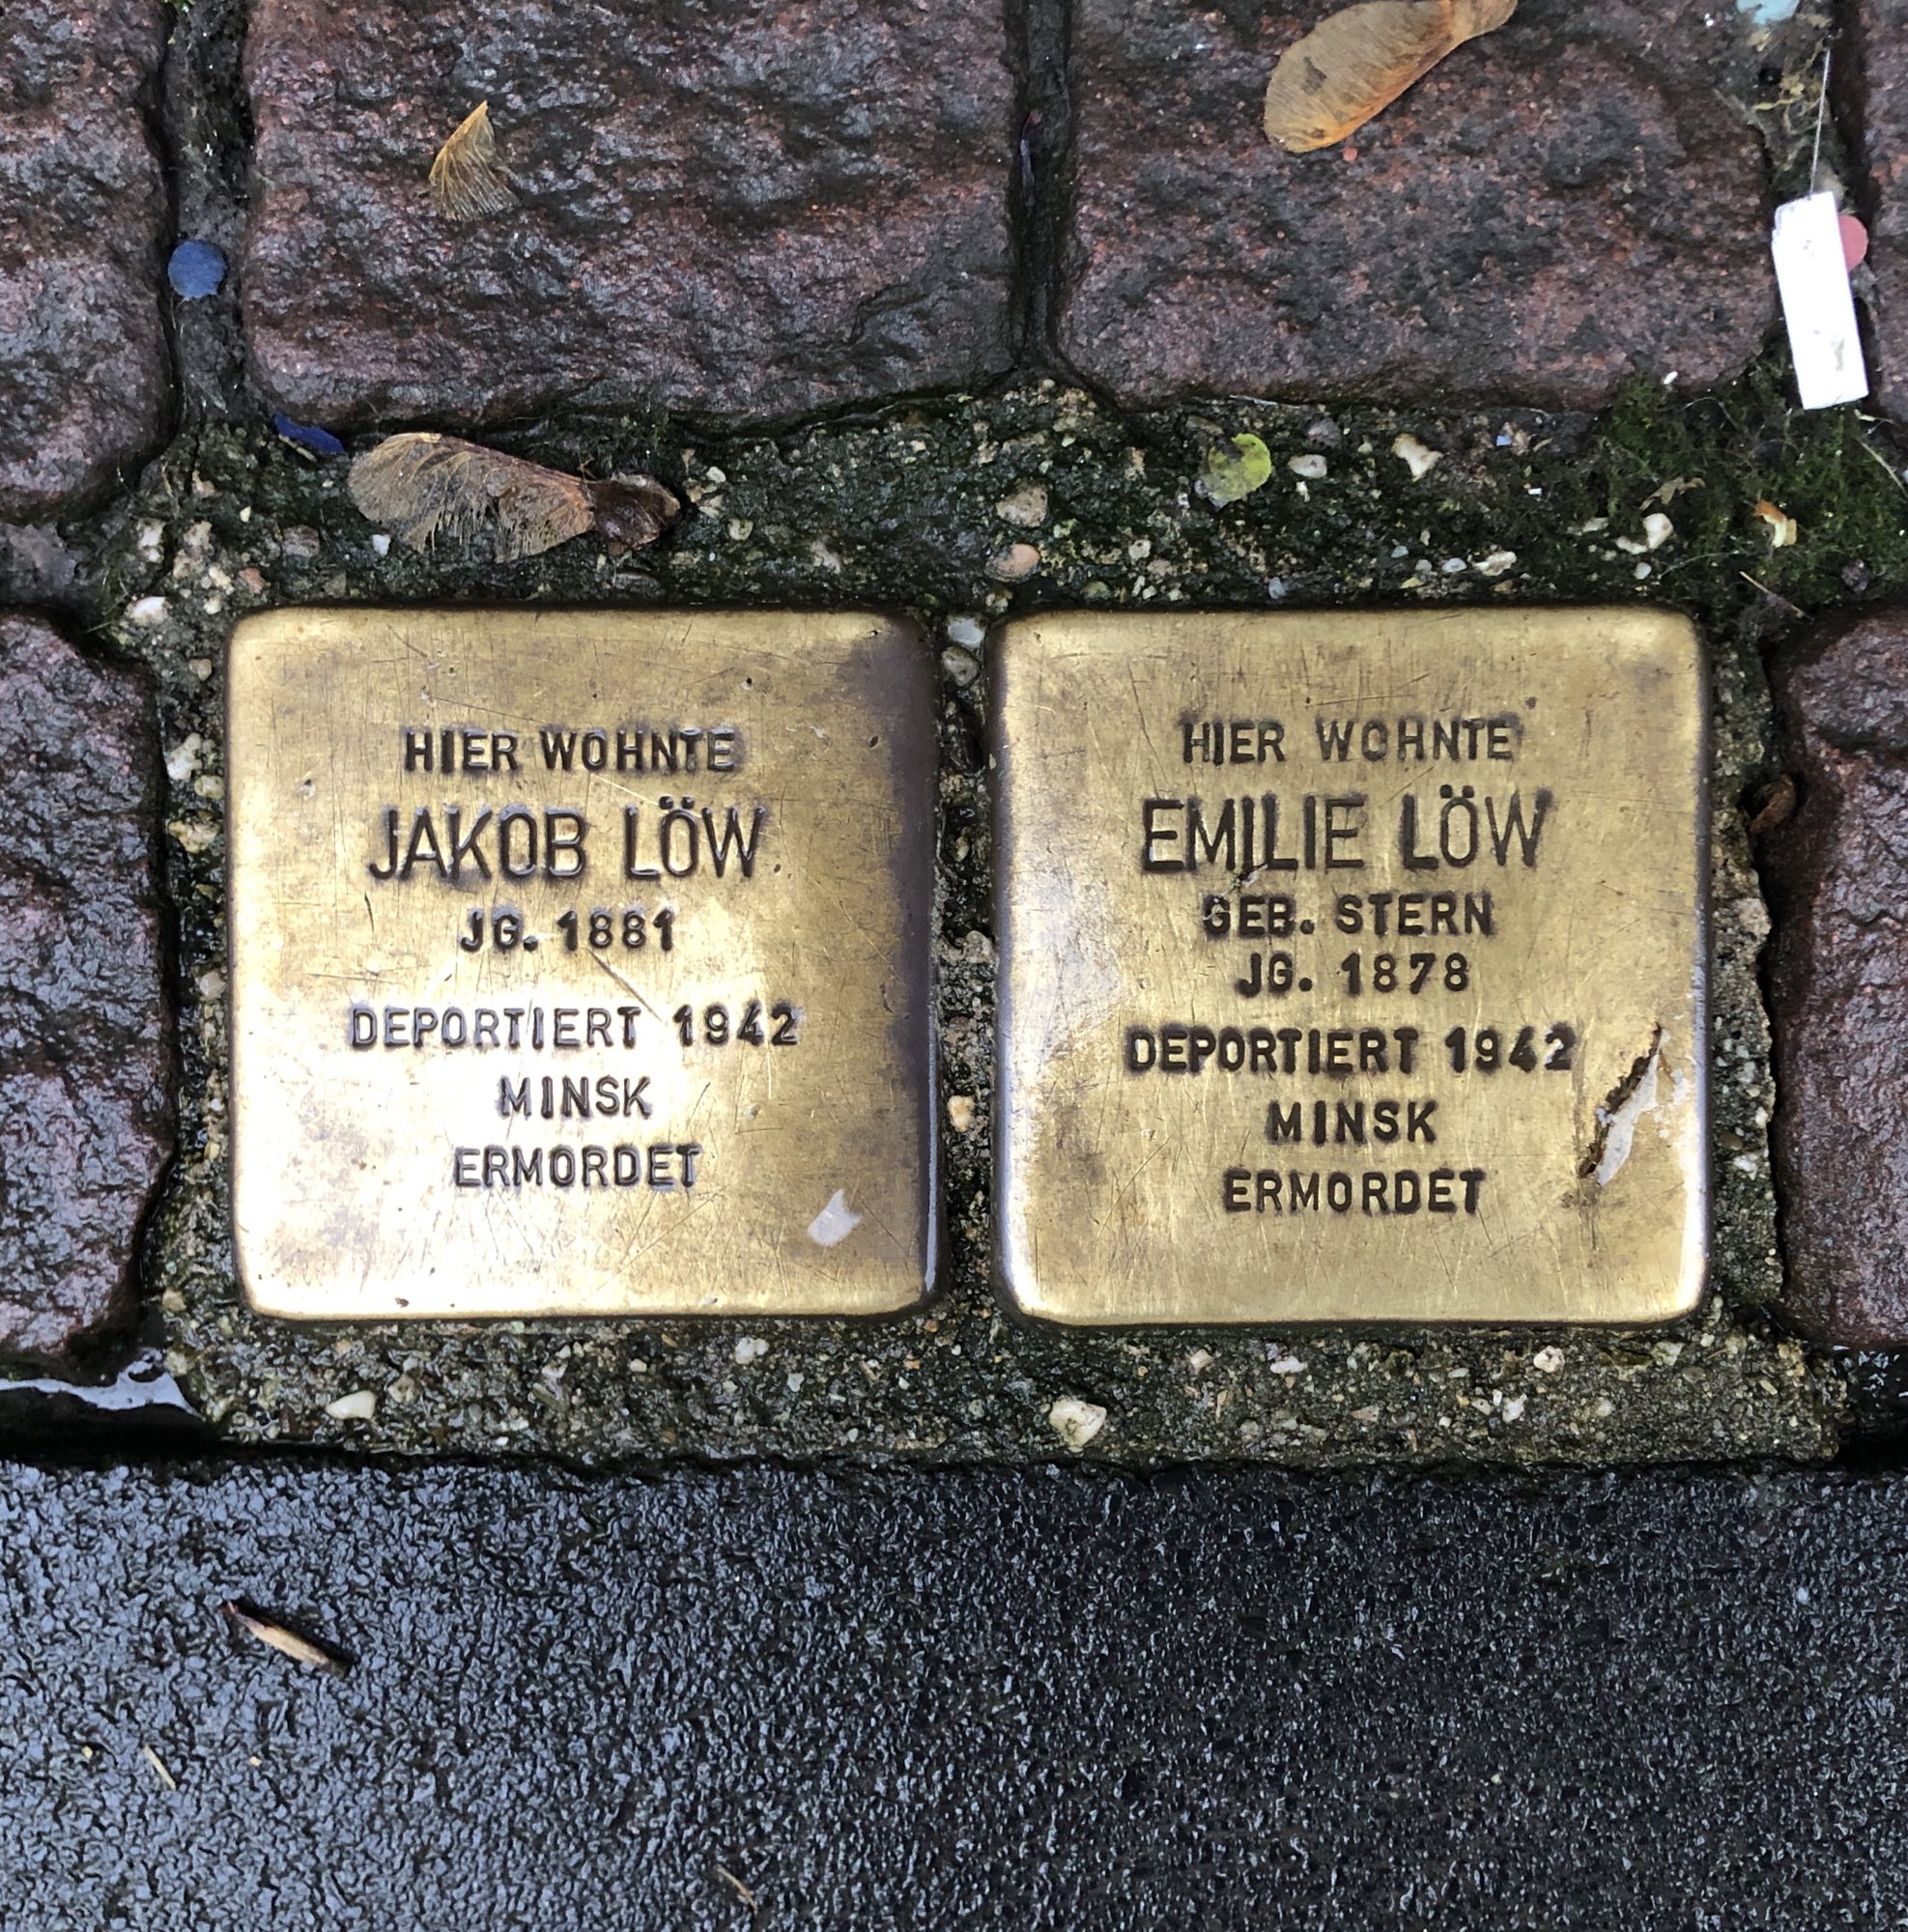 HIER WOHNTE
JAKOB LÖW
JG. 1881
DEPORTIERT 1942
MINSK
ERMORDET
HIER WOHNTE
EMILIE LÖW
GEB. STERN
JG. 1878
DEPORTIERT 1942
MINSK
ERMORDET